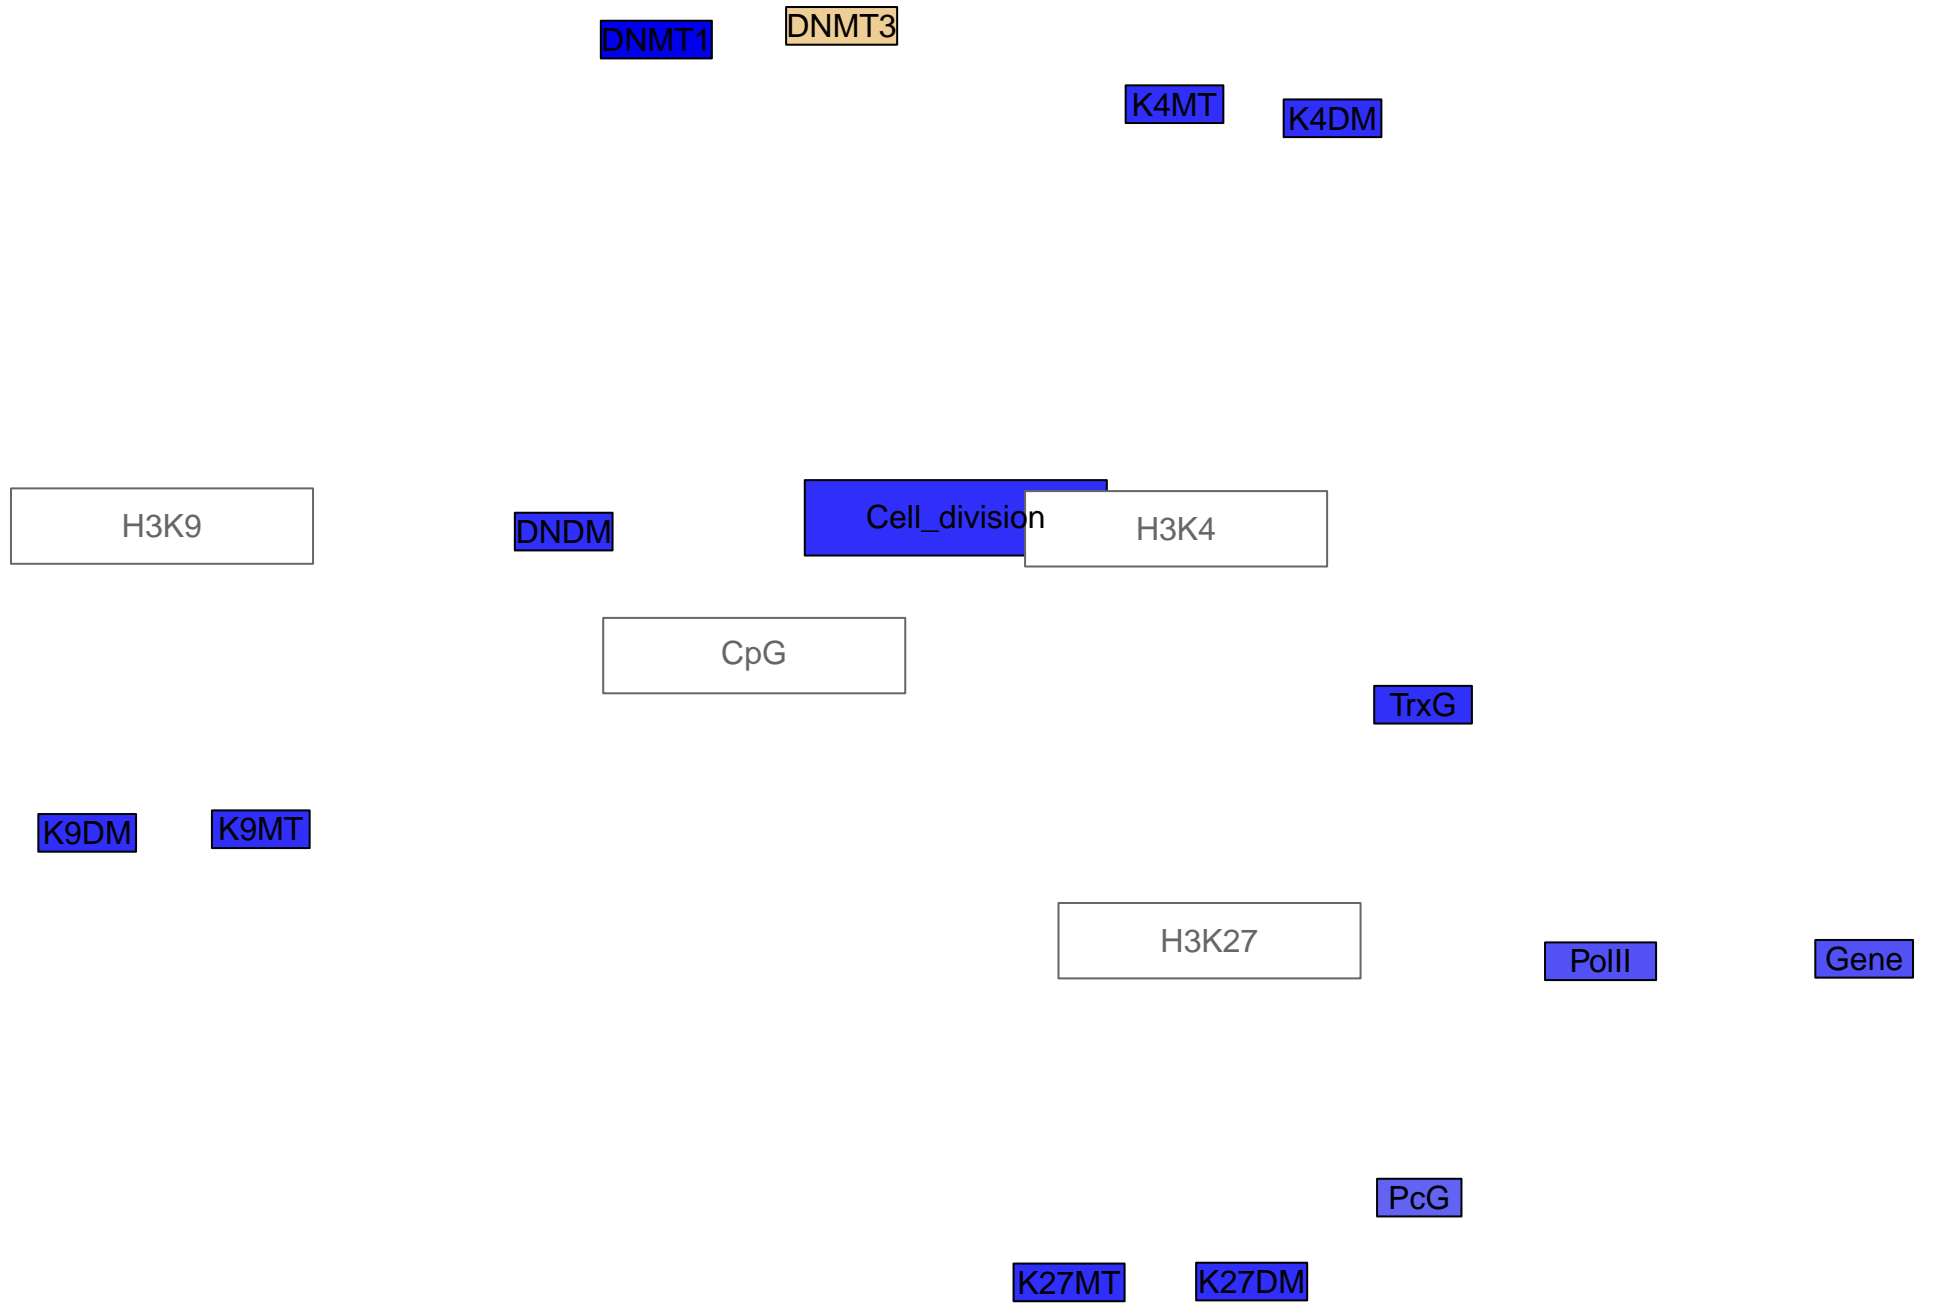 DNMT1
DNMT3
K4MT
K4DM
H3K9
DNDM
Cell_division
H3K4
CpG
TrxG
K9DM
K9MT
H3K27
PolII
Gene
PcG
K27MT
K27DM